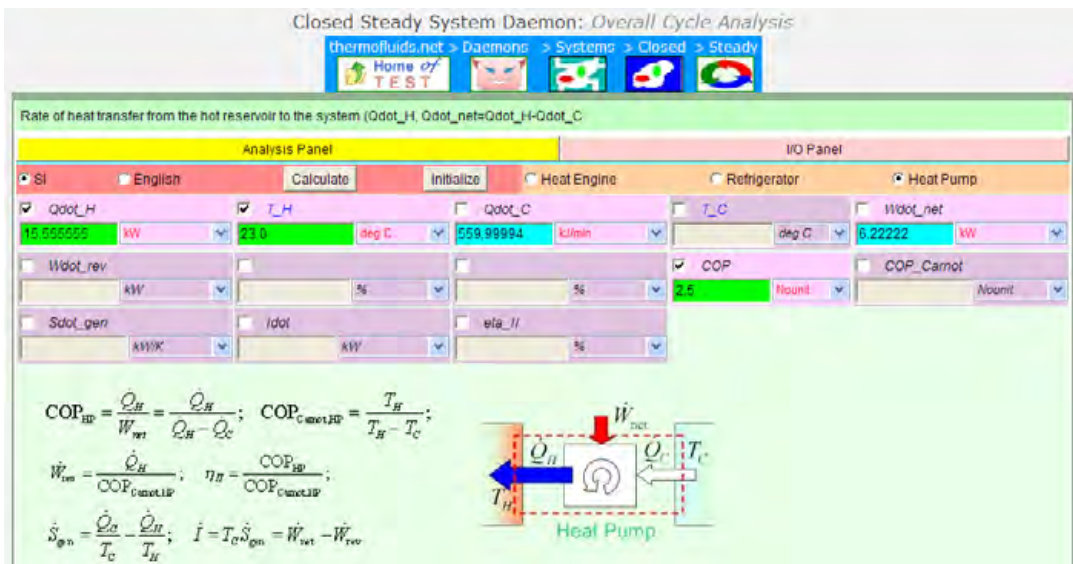 Closed Steady System Daemon: Overall Cycle Analysis
thermofluids.net > Daemons > Systems > Closed > Steady
Home of
TEST
Rate of heat transfer from the hot reservoir to the system (Qdot_H, Qdot_net=Qdot_H-Qdot_C
Analysis Panel I/O Panel
SI English Calculate Initialize Heat Engine Refrigerator Heat Pump
Qdot_H T_H Qdot_C T_C Wdot_net
15.555555 kW 23.0 deg C 559.99994 kJ/min deg C 6.22222 kW
Wdot_rev COP COP_Carnot
kW % % 2.5 Nounit Nounit
Sdot_gen Idot eta_II
kW/K kW %
COP_HP = Q̇_H / Ẇ_net = Q̇_H / (Q̇_H − Q̇_C); COP_Carnot,HP = T_H / (T_H − T_C);
Ẇ_rev = Q̇_H / COP_Carnot,HP; η_II = COP_HP / COP_Carnot,HP;
Ṡ_gen = Q̇_C / T_C − Q̇_H / T_H; İ = T_C Ṡ_gen = Ẇ_net − Ẇ_rev
Ẇ_net
Q̇_H Q̇_C T_C
T_H
Heat Pump